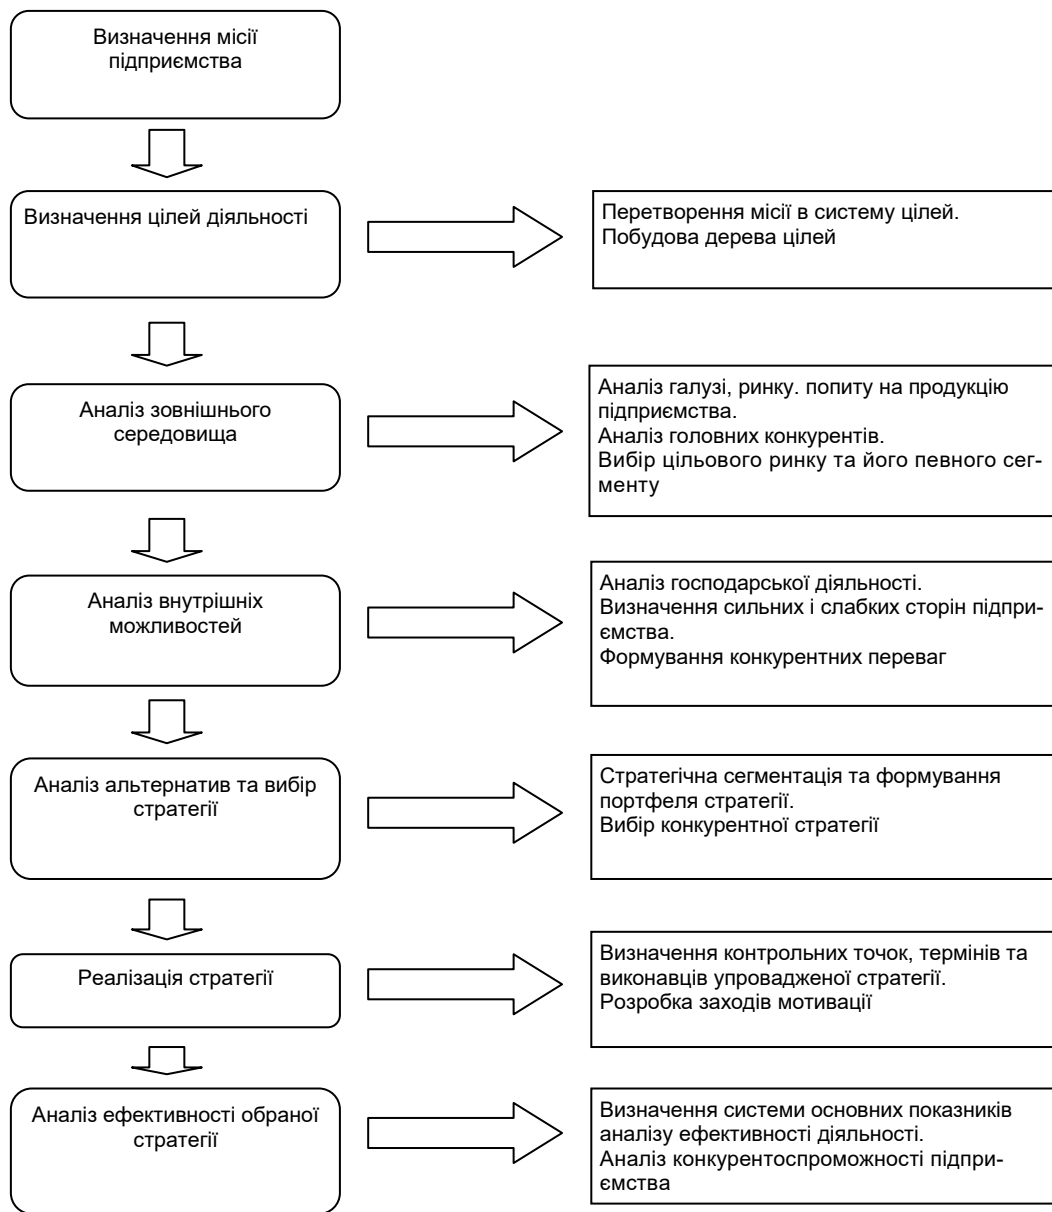 Визначення місії
підприємства
Визначення цілей діяльності
Перетворення місії в систему цілей.
Побудова дерева цілей
Аналіз зовнішнього
середовища
Аналіз галузі, ринку. попиту на продукцію
підприємства.
Аналіз головних конкурентів.
Вибір цільового ринку та його певного сег-
менту
Аналіз внутрішніх
можливостей
Аналіз господарської діяльності.
Визначення сильних і слабких сторін підпри-
ємства.
Формування конкурентних переваг
Аналіз альтернатив та вибір
стратегії
Стратегічна сегментація та формування
портфеля стратегії.
Вибір конкурентної стратегії
Реалізація стратегії
Визначення контрольних точок, термінів та
виконавців упровадженої стратегії.
Розробка заходів мотивації
Аналіз ефективності обраної
стратегії
Визначення системи основних показників
аналізу ефективності діяльності.
Аналіз конкурентоспроможності підпри-
ємства